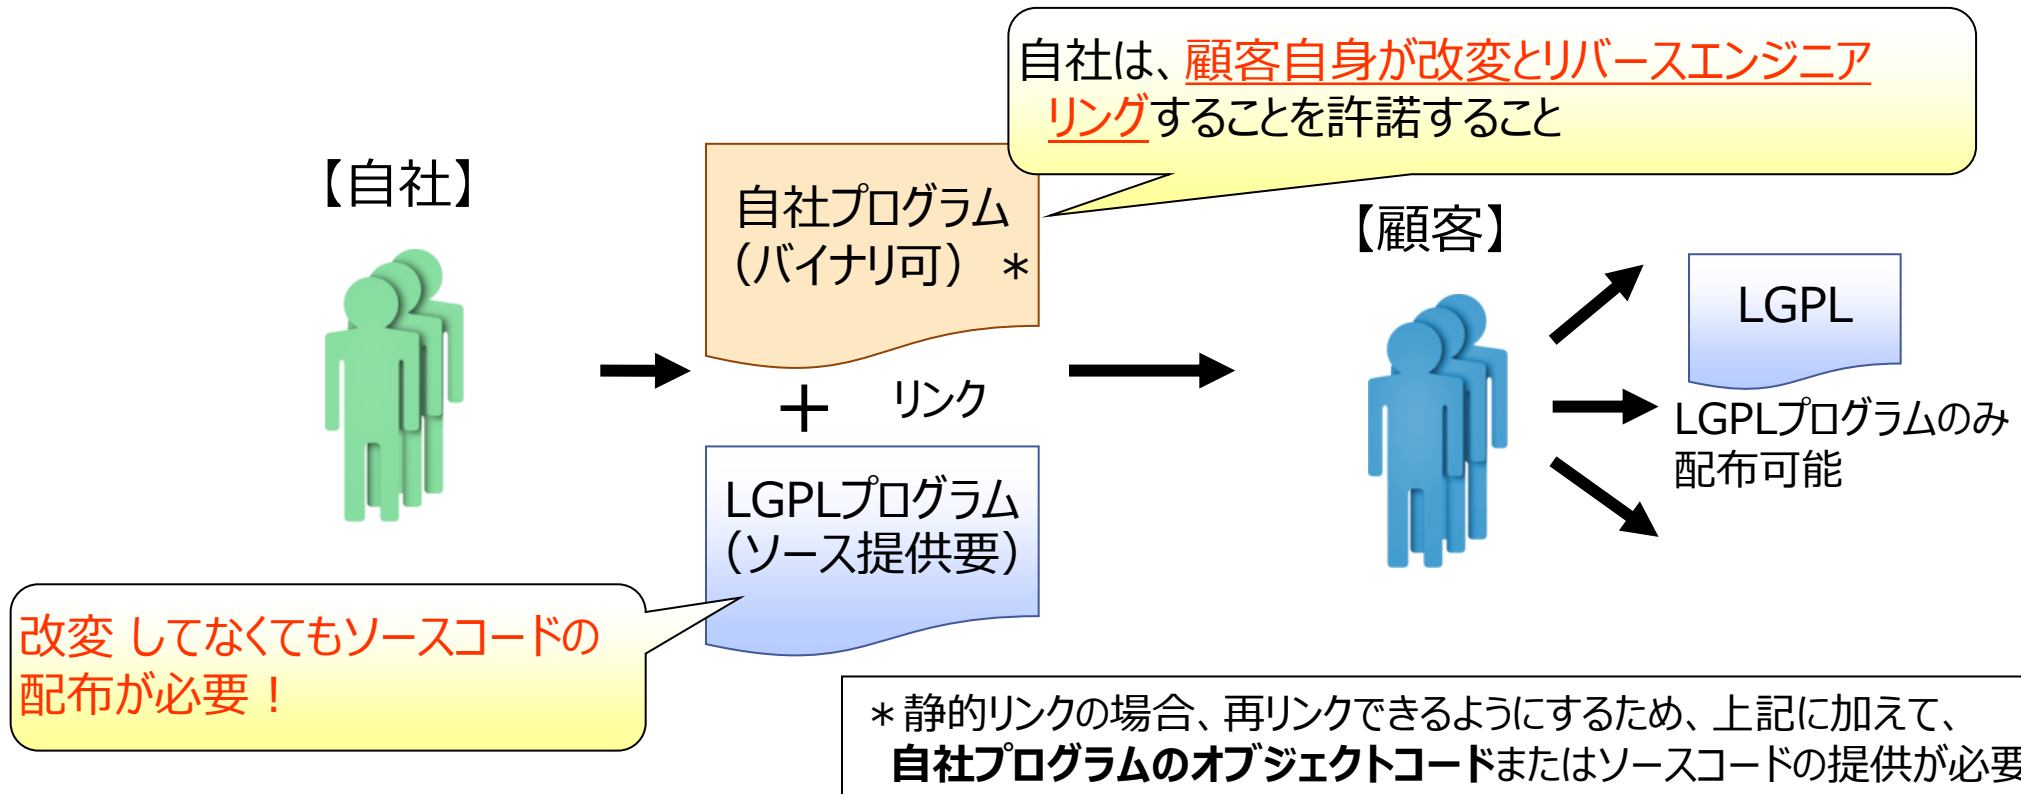 自社は、顧客自身が改変とリバースエンジニア
リングすることを許諾すること
【自社】
自社プログラム
（バイナリ可） ＊
【顧客】
LGPL
＋ リンク
LGPLプログラムのみ
配布可能
LGPLプログラム
（ソース提供要）
改変 してなくてもソースコードの
配布が必要！
＊静的リンクの場合、再リンクできるようにするため、上記に加えて、
自社プログラムのオブジェクトコードまたはソースコードの提供が必要